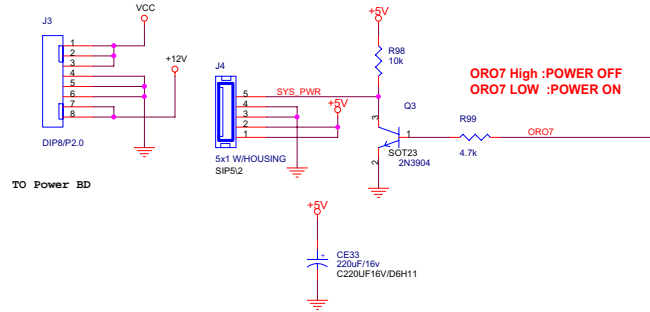 J3
VCC
1
2
3
4
5
6
7
8
+12V
DIP8/P2.0
TO Power BD
J4
5
4
3
2
1
SYS_PWR
+5V
5x1 W/HOUSING
SIP5\2
+5V
R98
10k
ORO7 High :POWER OFF
ORO7 LOW :POWER ON
Q3
3
1
2
SOT23
2N3904
R99
4.7k
ORO7
+5V
+
CE33
220uF/16v
C220UF16V/D6H11